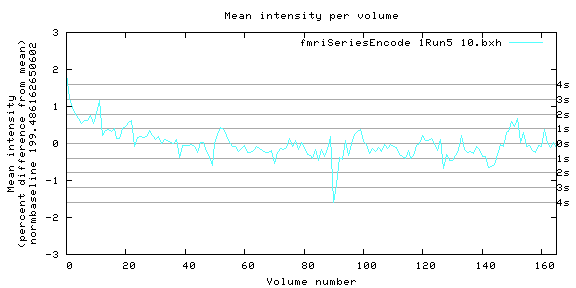 Mean intensity per volume
fmriSeriesEncode 1Run5 10.bxh
Mean intensity
(percent difference from mean)
normbaseline 199.486162650602
3
2
1
0
-1
-2
-3
4s
3s
2s
1s
0s
1s
2s
3s
4s
0 20 40 60 80 100 120 140 160
Volume number